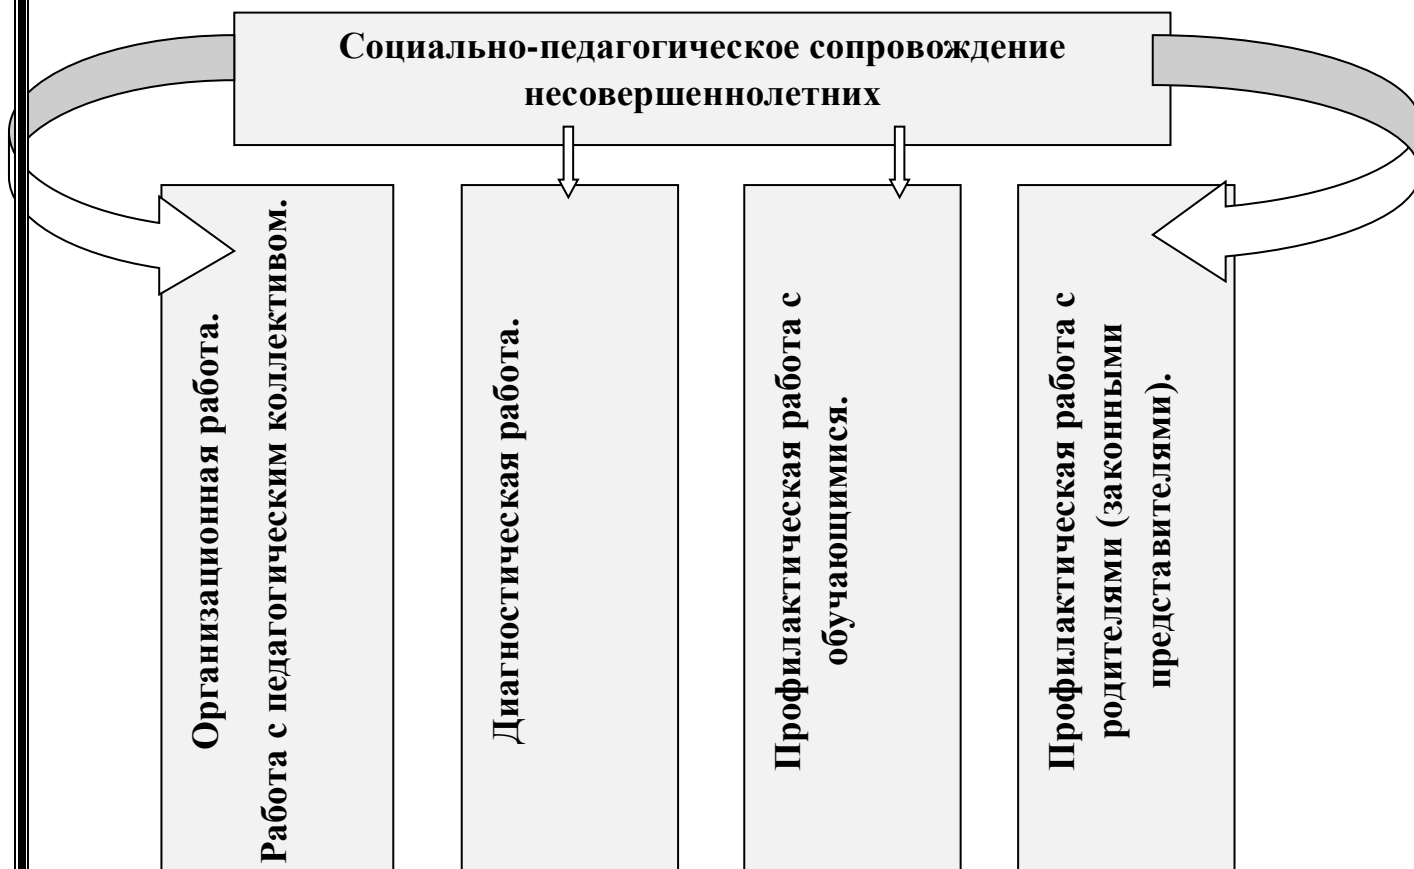 Социально-педагогическое сопровождение
несовершеннолетних
Организационная работа.
Работа с педагогическим коллективом.
Диагностическая работа.
Профилактическая работа с
обучающимися.
Профилактическая работа с
родителями (законными
представителями).